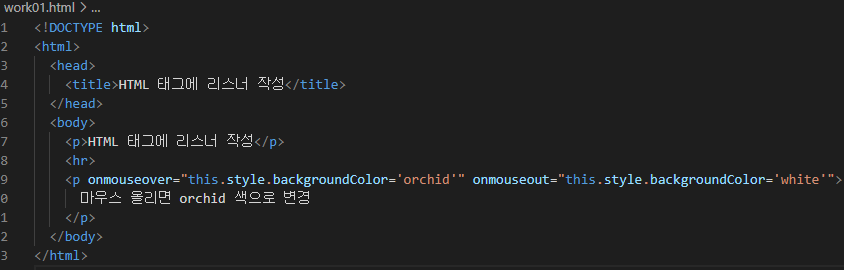 work01.html > ...
1 <!DOCTYPE html>
2 <html>
3 <head>
4 <title>HTML 태그에 리스너 작성</title>
5 </head>
6 <body>
7 <p>HTML 태그에 리스너 작성</p>
8 <hr>
9 <p onmouseover="this.style.backgroundColor='orchid'" onmouseout="this.style.backgroundColor='white'">
0 마우스 올리면 orchid 색으로 변경
1 </p>
2 </body>
3 </html>